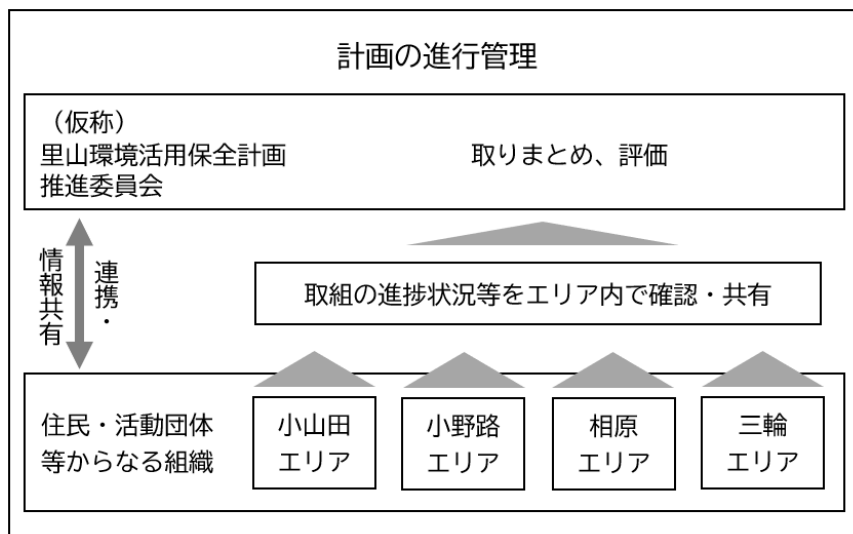 計画の進行管理
（仮称）
里山環境活用保全計画
推進委員会
取りまとめ、評価
連携・
情報共有
取組の進捗状況等をエリア内で確認・共有
住民・活動団体
等からなる組織
小山田
エリア
小野路
エリア
相原
エリア
三輪
エリア